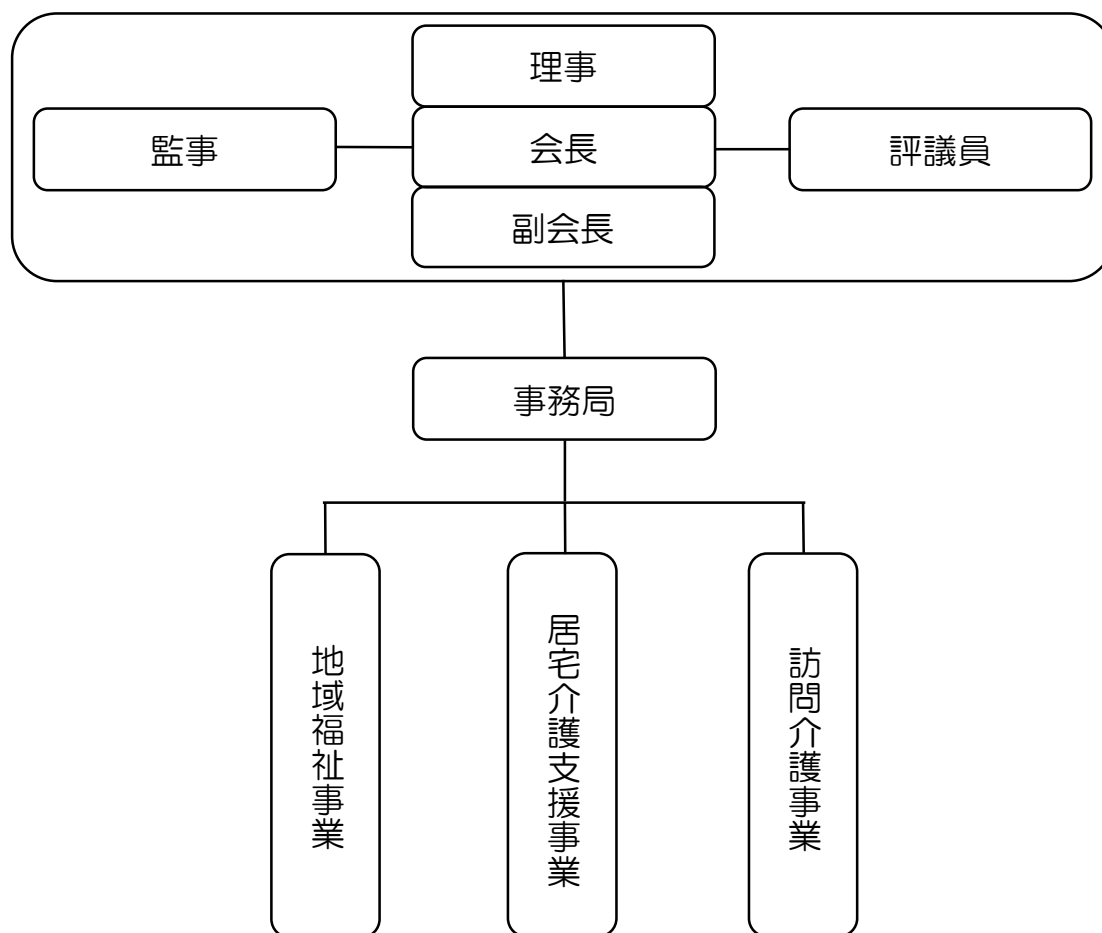 理事
監事
会長
評議員
副会長
事務局
地域福祉事業
居宅介護支援事業
訪問介護事業